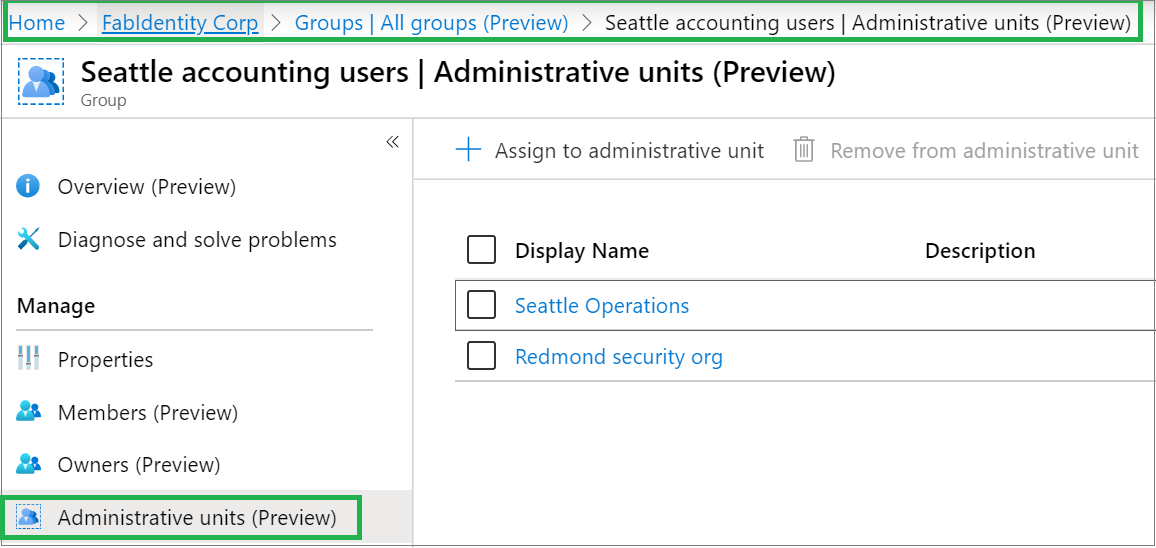 Home > FabIdentity Corp > Groups | All groups (Preview) > Seattle accounting users | Administrative units (Preview)
Seattle accounting users | Administrative units (Preview)
Group
«
Assign to administrative unit Remove from administrative unit
Overview (Preview)
Diagnose and solve problems
Manage
Properties
Members (Preview)
Owners (Preview)
Administrative units (Preview)
Display Name Description
Seattle Operations
Redmond security org